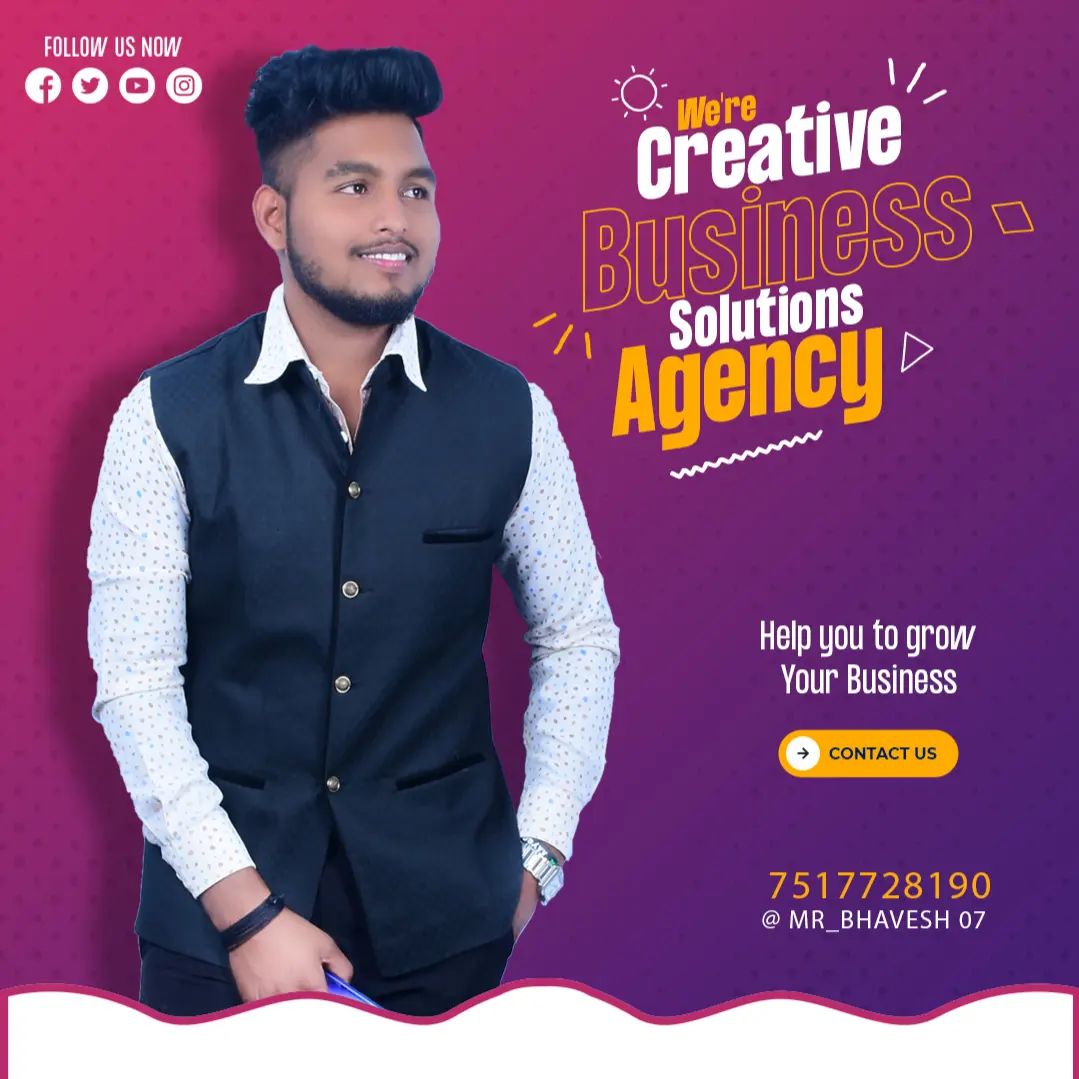 FOLLOW US NOW
We're
Creative
Business
Solutions
Agency
Help you to grow
Your Business
CONTACT US
7517728190
@ MR_BHAVESH 07